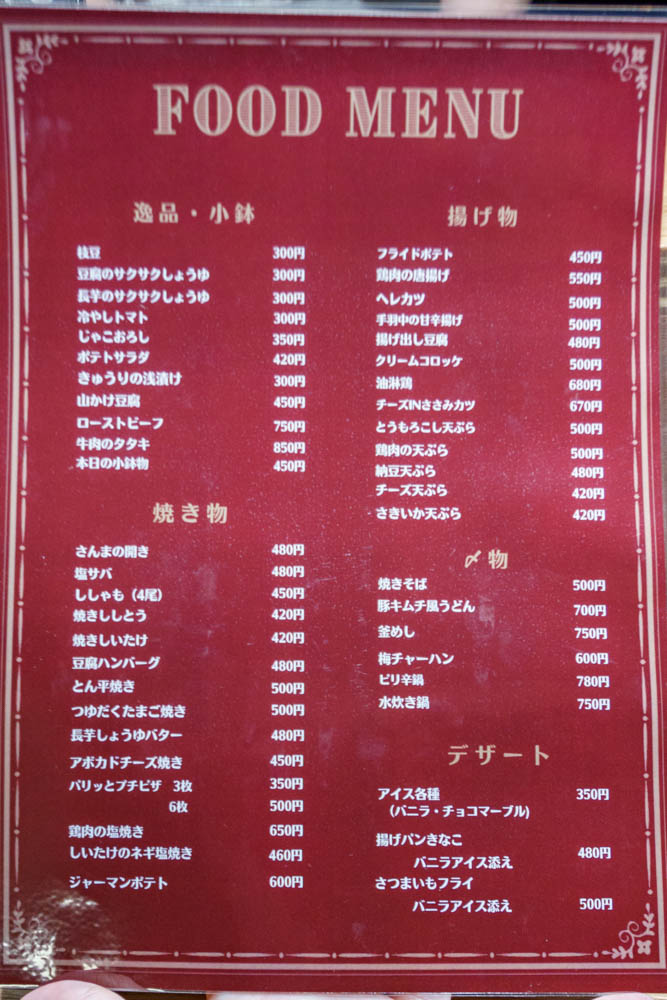 FOOD MENU
逸品・小鉢
枝豆 300円
豆腐のサクサクしょうゆ 300円
長芋のサクサクしょうゆ 300円
冷やしトマト 300円
じゃこおろし 350円
ポテトサラダ 420円
きゅうりの浅漬け 300円
山かけ豆腐 450円
ローストビーフ 750円
牛肉のタタキ 850円
本日の小鉢物 450円
焼き物
さんまの開き 480円
塩サバ 480円
ししゃも（4尾） 450円
焼きししとう 420円
焼きしいたけ 420円
豆腐ハンバーグ 480円
とん平焼き 500円
つゆだくたまご焼き 500円
長芋しょうゆバター 480円
アボカドチーズ焼き 450円
パリッとプチピザ 3枚 350円
6枚 500円
鶏肉の塩焼き 650円
しいたけのネギ塩焼き 460円
ジャーマンポテト 600円
揚げ物
フライドポテト 450円
鶏肉の唐揚げ 550円
ヘレカツ 500円
手羽中の甘辛揚げ 500円
揚げ出し豆腐 480円
クリームコロッケ 500円
油淋鶏 680円
チーズINささみカツ 670円
とうもろこし天ぷら 500円
鶏肉の天ぷら 500円
納豆天ぷら 480円
チーズ天ぷら 420円
さきいか天ぷら 420円
〆物
焼きそば 500円
豚キムチ風うどん 700円
釜めし 750円
梅チャーハン 600円
ピリ辛鍋 780円
水炊き鍋 750円
デザート
アイス各種 350円
（バニラ・チョコマーブル）
揚げパンきなこ
バニラアイス添え 480円
さつまいもフライ
バニラアイス添え 500円